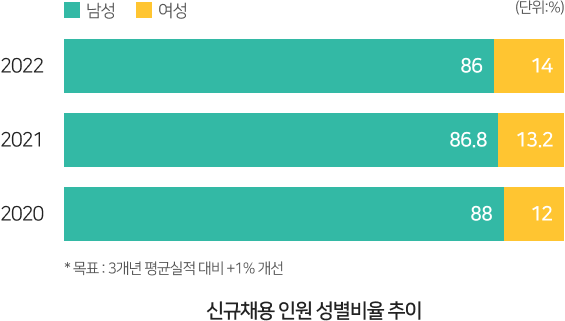 남성 여성 (단위:%)
2022 86 14
2021 86.8 13.2
2020 88 12
* 목표 : 3개년 평균실적 대비 +1% 개선
신규채용 인원 성별비율 추이